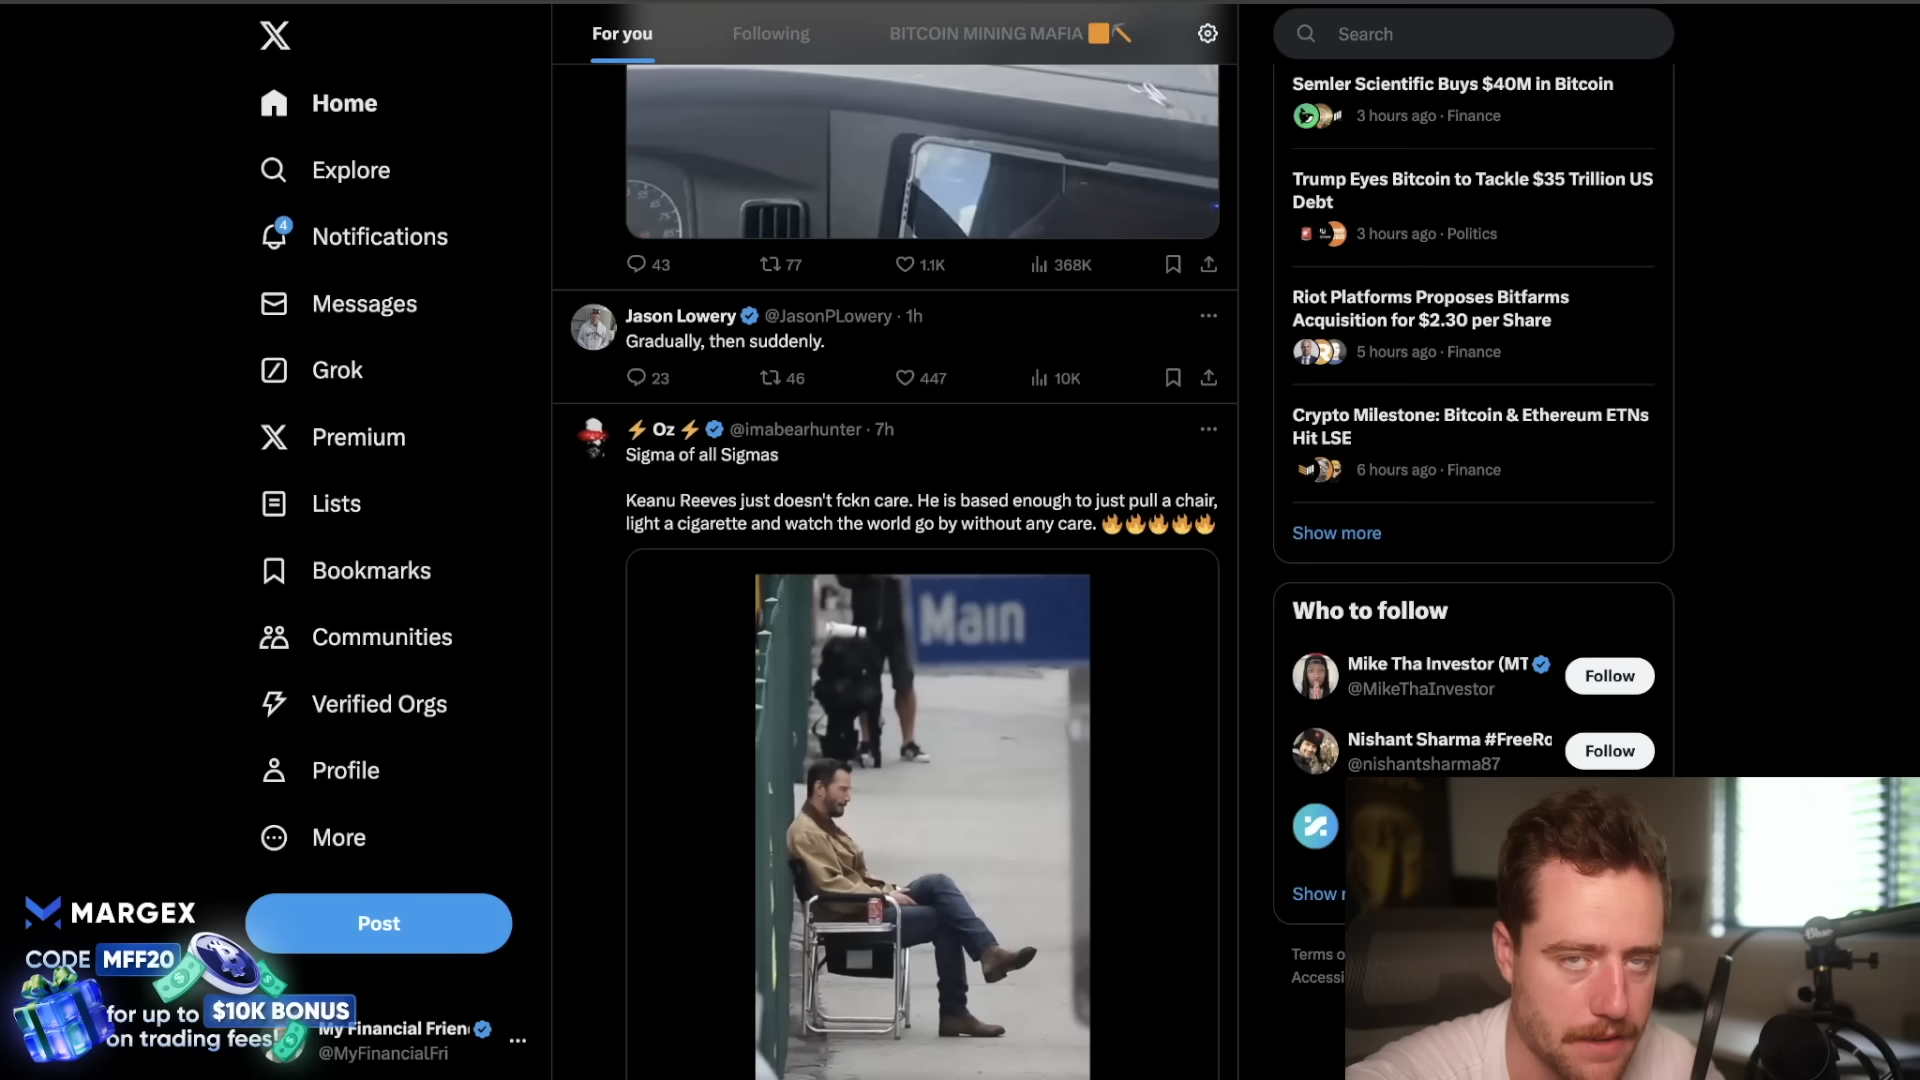 For you
Following
BITCOIN MINING MAFIA
Search
Home
Explore
4
Notifications
Messages
Grok
Premium
Lists
Bookmarks
Communities
Verified Orgs
Profile
More
Post
MARGEX
CODE MFF20
for up to $10K BONUS
on trading fees!
My Financial Frien
@MyFinancialFri
43
77
1.1K
368K
Jason Lowery @JasonPLowery · 1h
Gradually, then suddenly.
23
46
447
10K
⚡ Oz ⚡ @imabearhunter · 7h
Sigma of all Sigmas
Keanu Reeves just doesn't fckn care. He is based enough to just pull a chair,
light a cigarette and watch the world go by without any care. 🔥🔥🔥🔥🔥
Main
Semler Scientific Buys $40M in Bitcoin
3 hours ago · Finance
Trump Eyes Bitcoin to Tackle $35 Trillion US
Debt
3 hours ago · Politics
Riot Platforms Proposes Bitfarms
Acquisition for $2.30 per Share
5 hours ago · Finance
Crypto Milestone: Bitcoin & Ethereum ETNs
Hit LSE
6 hours ago · Finance
Show more
Who to follow
Mike Tha Investor (MT
@MikeThaInvestor
Follow
Nishant Sharma #FreeRo
@nishantsharma87
Follow
Show
Terms o
Accessi
Blue